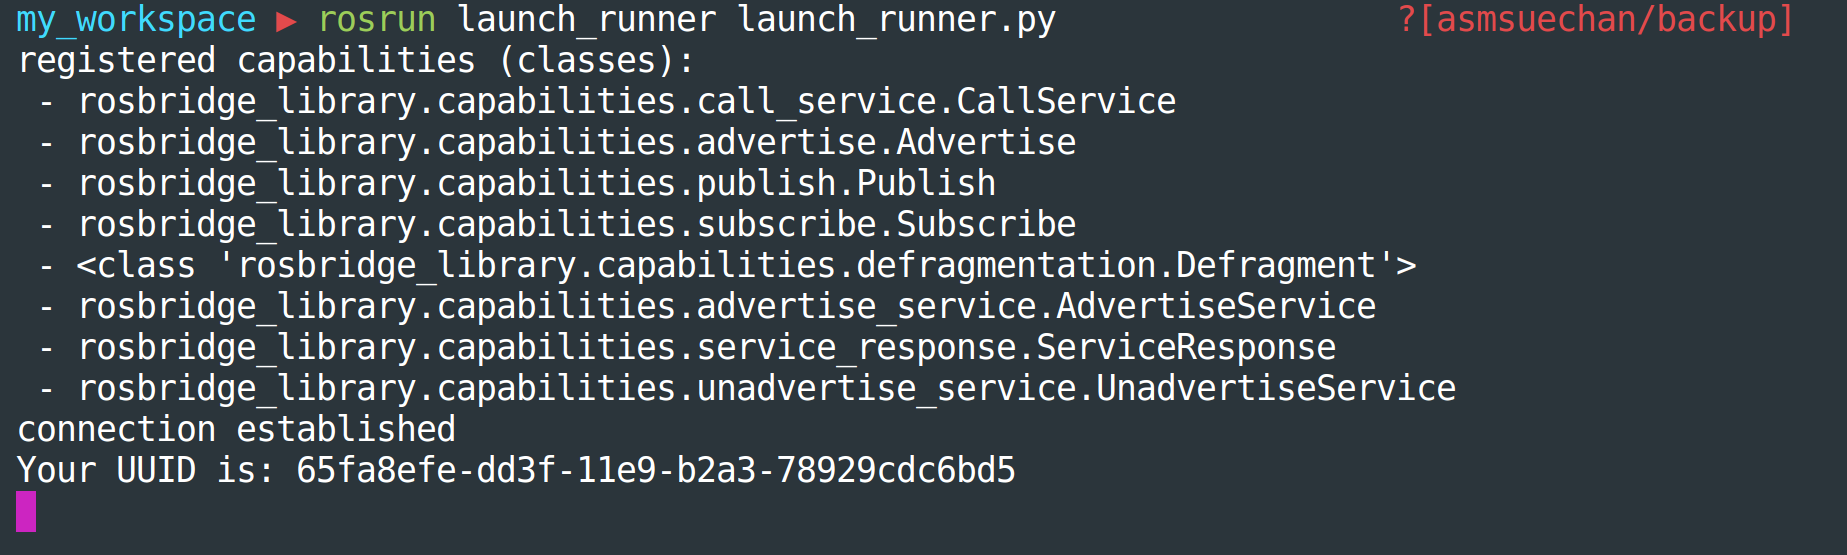 my_workspace ▶ rosrun launch_runner launch_runner.py ?[asmsuechan/backup]
registered capabilities (classes):
 - rosbridge_library.capabilities.call_service.CallService
 - rosbridge_library.capabilities.advertise.Advertise
 - rosbridge_library.capabilities.publish.Publish
 - rosbridge_library.capabilities.subscribe.Subscribe
 - <class 'rosbridge_library.capabilities.defragmentation.Defragment'>
 - rosbridge_library.capabilities.advertise_service.AdvertiseService
 - rosbridge_library.capabilities.service_response.ServiceResponse
 - rosbridge_library.capabilities.unadvertise_service.UnadvertiseService
connection established
Your UUID is: 65fa8efe-dd3f-11e9-b2a3-78929cdc6bd5